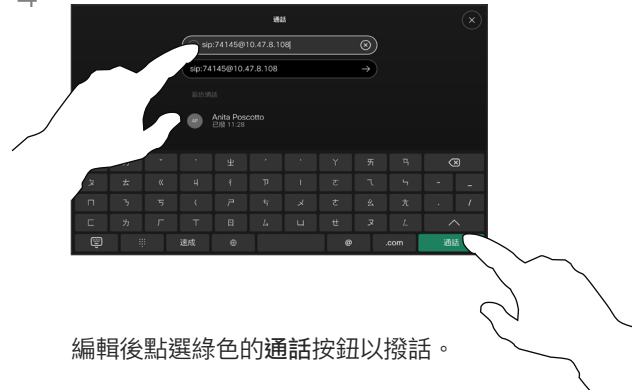 通話
sip:74145@10.47.8.108
sip:74145@10.47.8.108
最近通話
AP
Anita Poscotto
已撥 11:28
ㄓ ˊ ˙ ㄚ ㄞ ㄢ
ㄆ ㄊ ㄍ ㄐ ㄔ ㄗ ㄧ ㄛ ㄟ ㄣ - _
ㄇ ㄋ ㄎ ㄑ ㄕ ㄘ ㄨ ㄜ ㄠ ㄤ . /
ㄈ ㄌ ㄏ ㄒ ㄖ ㄙ ㄩ ㄝ ㄡ ㄥ
速成 @ .com 通話
編輯後點選綠色的通話按鈕以撥話。